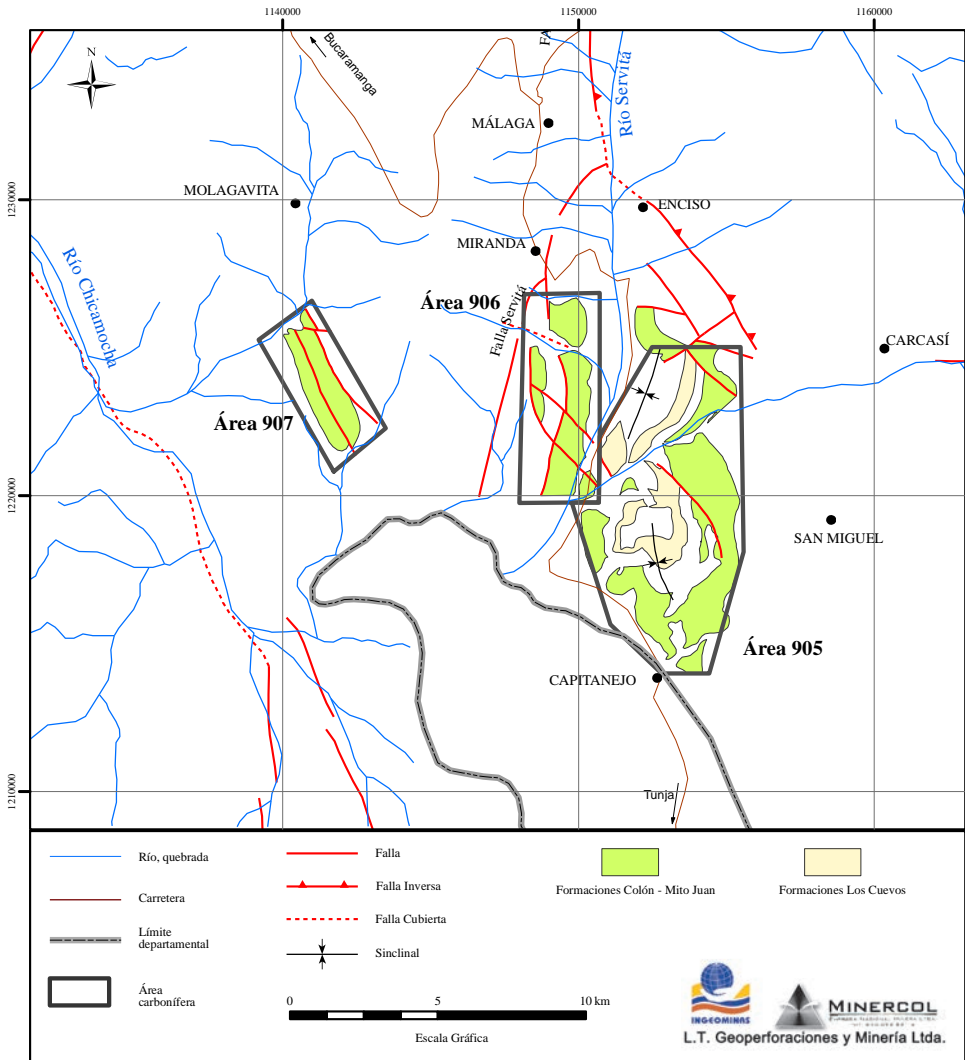 1140000
1150000
1160000
N
Bucaramanga
FA
Río Servitá
MÁLAGA
MOLAGAVITA
1230000
ENCISO
MIRANDA
Río Chicamocha
Área 906
Falla Servitá
CARCASÍ
Área 907
1220000
SAN MIGUEL
Área 905
CAPITANEJO
1210000
Tunja
Río, quebrada
Carretera
Límite
departamental
Área
carbonífera
Falla
Falla Inversa
Falla Cubierta
Sinclinal
Formaciones Colón - Mito Juan
Formaciones Los Cuevos
0
5
10 km
Escala Gráfica
INGEOMINAS
MINERCOL
L.T. Geoperforaciones y Minería Ltda.